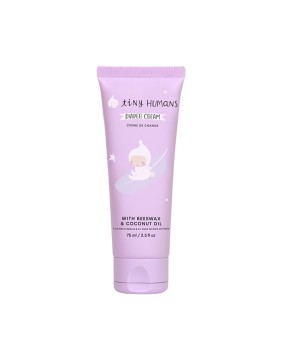 tiny HUMANS
DIAPER CREAM
CRÈME DE CHANGE
WITH BEESWAX
& COCONUT OIL
75 ml / 2.5 fl oz